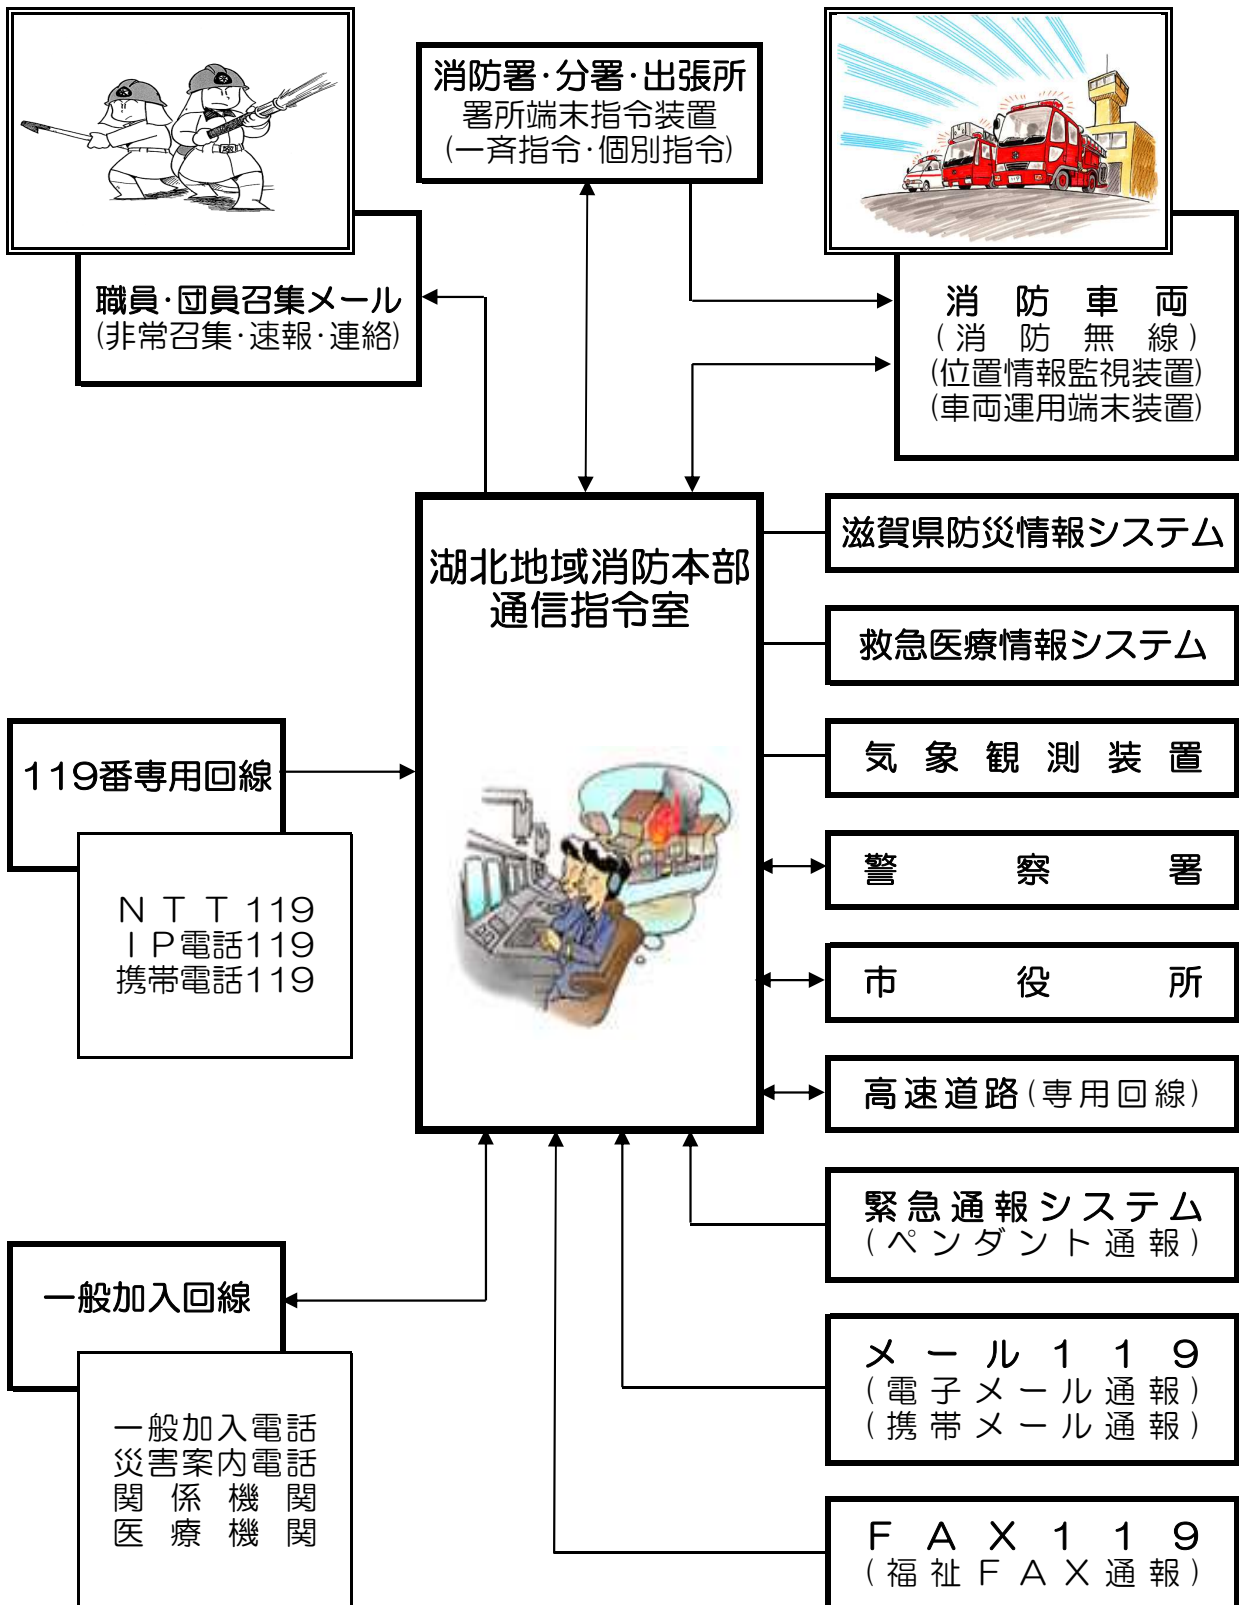 消防署・分署・出張所
署所端末指令装置
(一斉指令・個別指令)
職員・団員召集メール
(非常召集・速報・連絡)
消防車両
(消防無線)
(位置情報監視装置)
(車両運用端末装置)
湖北地域消防本部
通信指令室
滋賀県防災情報システム
救急医療情報システム
気象観測装置
警察署
市役所
高速道路(専用回線)
緊急通報システム
(ペンダント通報)
メール119
(電子メール通報)
(携帯メール通報)
FAX119
(福祉FAX通報)
119番専用回線
NTT119
IP電話119
携帯電話119
一般加入回線
一般加入電話
災害案内電話
関係機関
医療機関